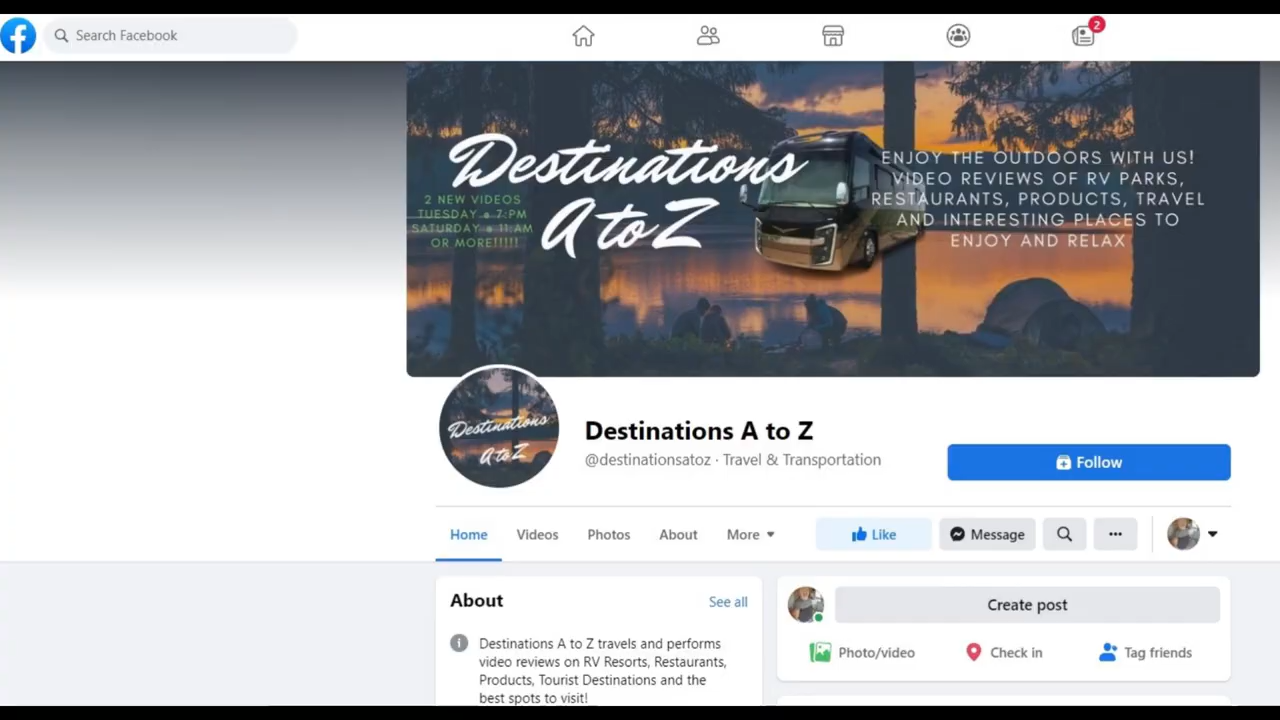 Search Facebook
2
Destinations
A to Z
2 NEW VIDEOS
TUESDAY @ 7:PM
SATURDAY @ 11:AM
OR MORE!!!!!
ENJOY THE OUTDOORS WITH US!
VIDEO REVIEWS OF RV PARKS,
RESTAURANTS, PRODUCTS, TRAVEL
AND INTERESTING PLACES TO
ENJOY AND RELAX
Destinations
A to Z
Destinations A to Z
@destinationsatoz · Travel & Transportation
Follow
Home Videos Photos About More Like Message
About See all
Destinations A to Z travels and performs
video reviews on RV Resorts, Restaurants,
Products, Tourist Destinations and the
best spots to visit!
Create post
Photo/video Check in Tag friends